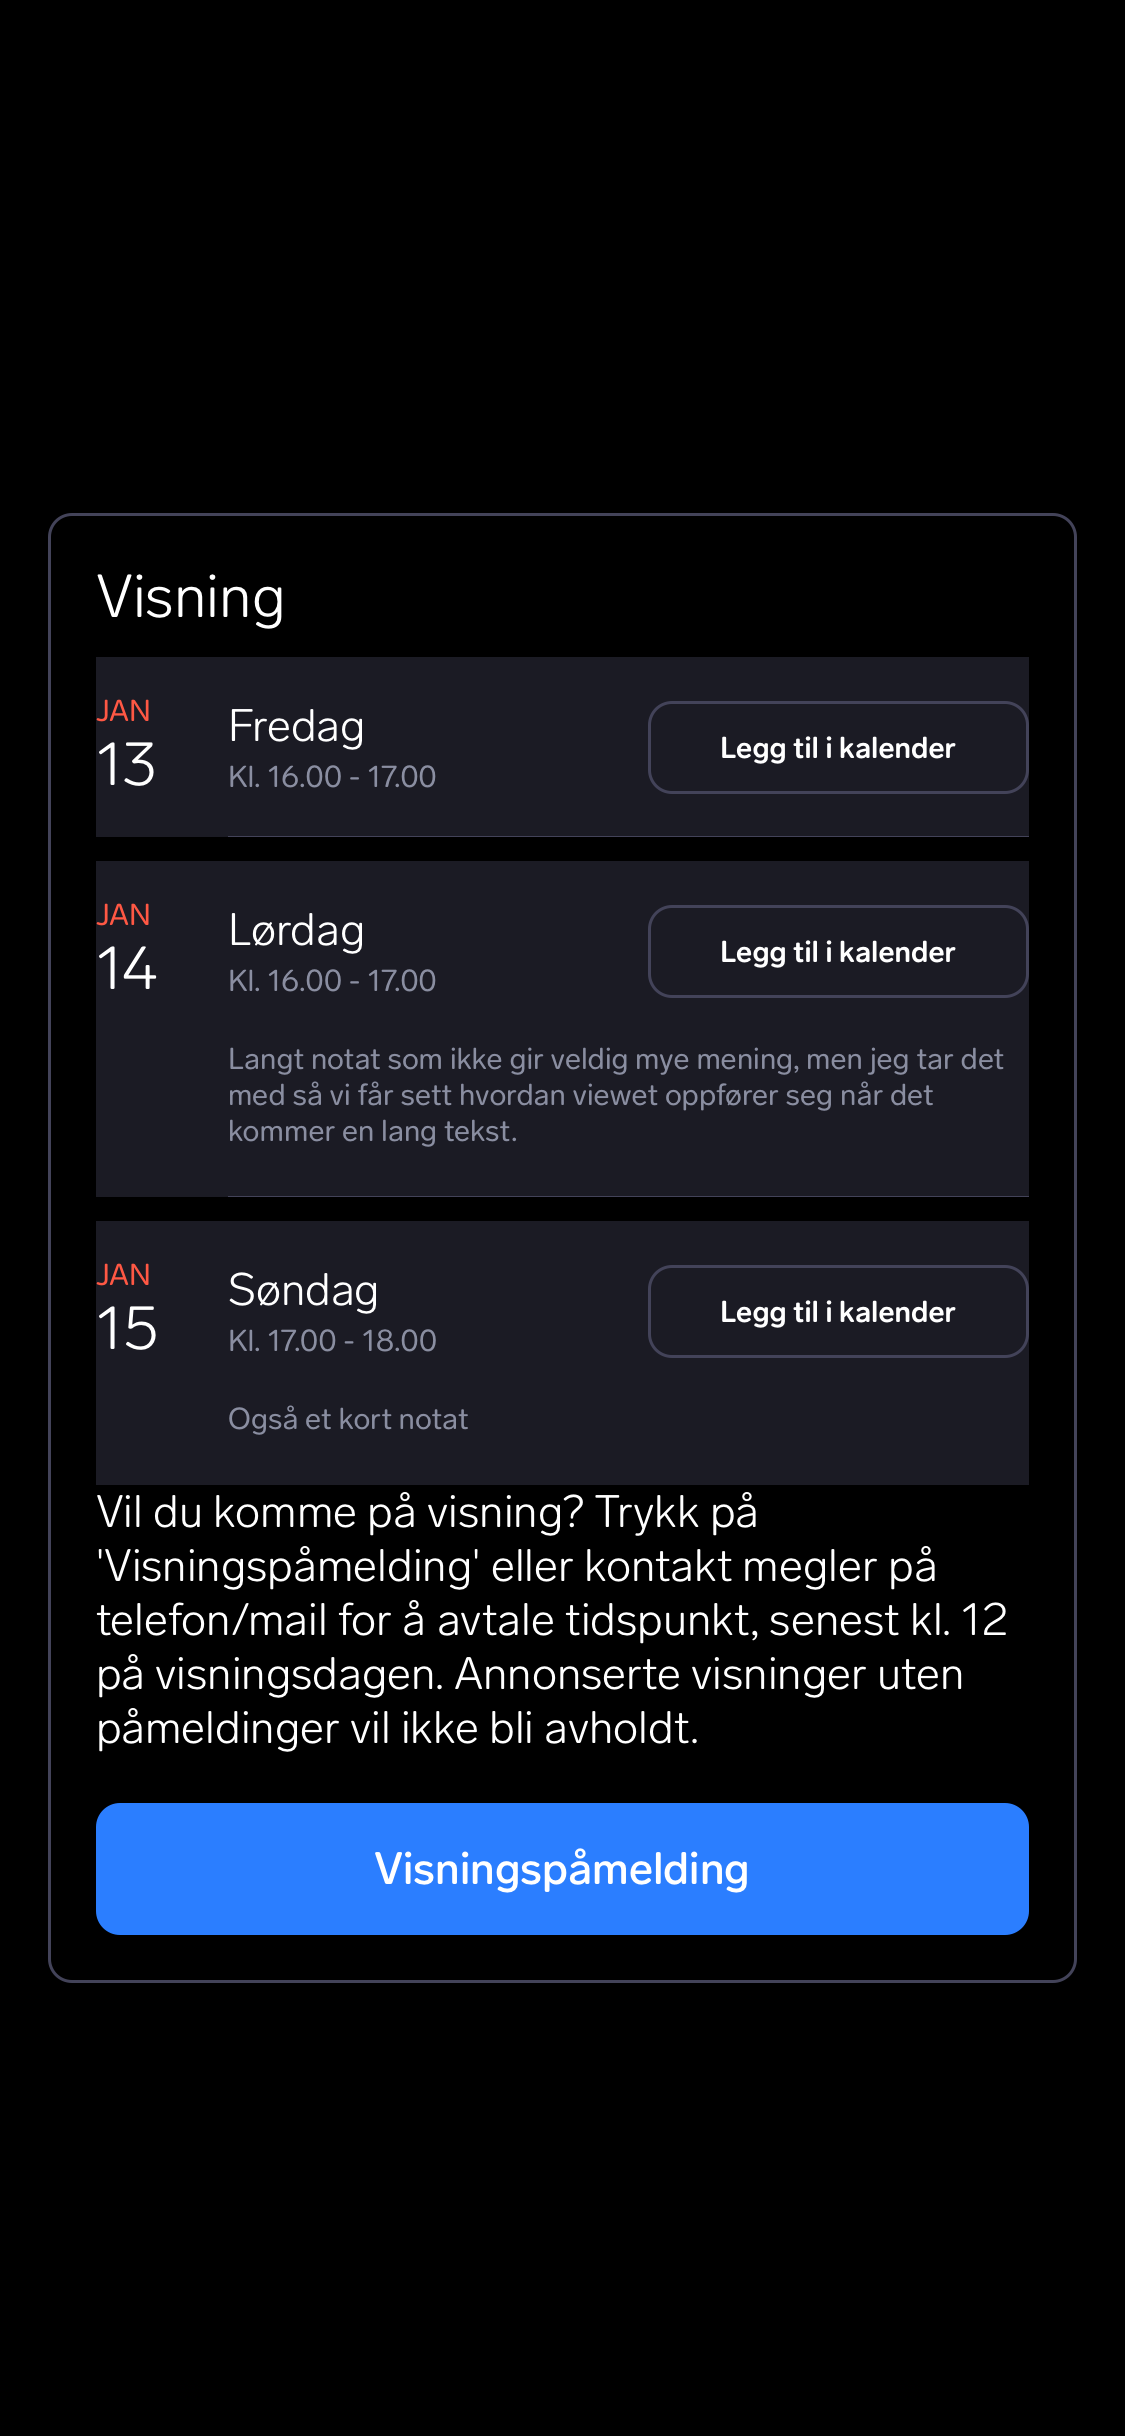 Visning
JAN
13
Fredag
Kl. 16.00 - 17.00
Legg til i kalender
JAN
14
Lørdag
Kl. 16.00 - 17.00
Legg til i kalender
Langt notat som ikke gir veldig mye mening, men jeg tar det
med så vi får sett hvordan viewet oppfører seg når det
kommer en lang tekst.
JAN
15
Søndag
Kl. 17.00 - 18.00
Legg til i kalender
Også et kort notat
Vil du komme på visning? Trykk på
'Visningspåmelding' eller kontakt megler på
telefon/mail for å avtale tidspunkt, senest kl. 12
på visningsdagen. Annonserte visninger uten
påmeldinger vil ikke bli avholdt.
Visningspåmelding